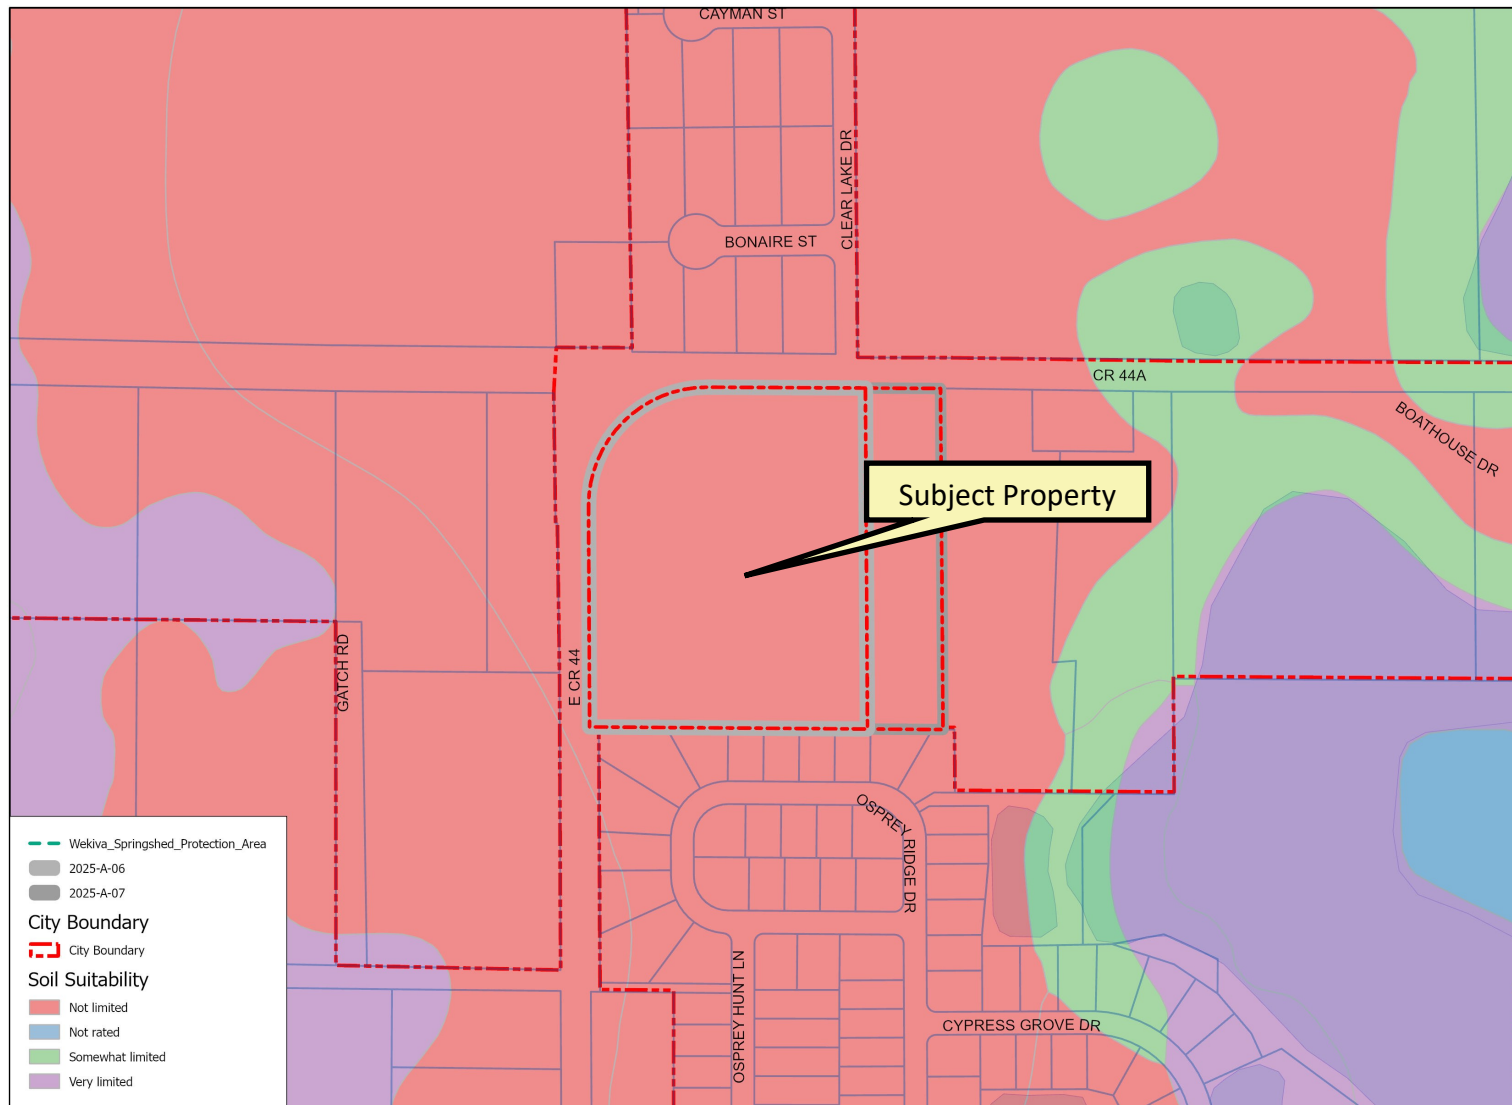 CAYMAN ST
CLEAR LAKE DR
BONAIRE ST
CR 44A
BOATHOUSE DR
Subject Property
E CR 44
GATCH RD
OSPREY RIDGE DR
OSPREY HUNT LN
CYPRESS GROVE DR
Wekiva_Springshed_Protection_Area
2025-A-06
2025-A-07
City Boundary
City Boundary
Soil Suitability
Not limited
Not rated
Somewhat limited
Very limited